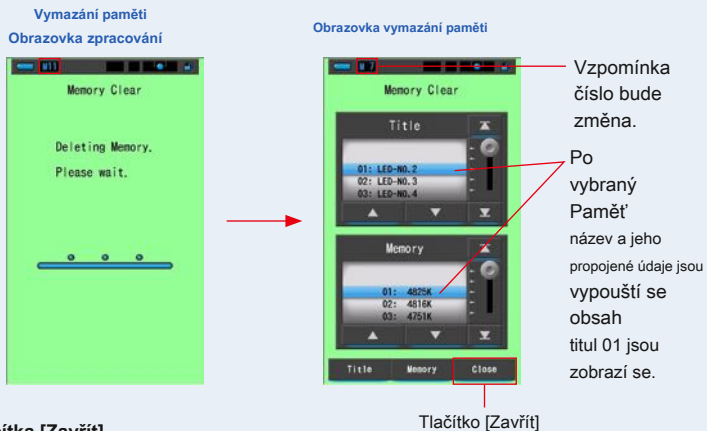 Vymazání paměti
Obrazovka zpracování
M11
Memory Clear
Deleting Memory.
Please wait.
Obrazovka vymazání paměti
M 7
Memory Clear
Title
01: LED-NO.2
02: LED-NO.3
03: LED-NO.4
Memory
01: 4825K
02: 4816K
03: 4751K
Title Memory Close
Vzpomínka
číslo bude
změna.
Po
vybraný
Paměť
název a jeho
propojené údaje jsou
vypouští se
obsah
titul 01 jsou
zobrazí se.
Tlačítko [Zavřít]
ítka [Zavřít]